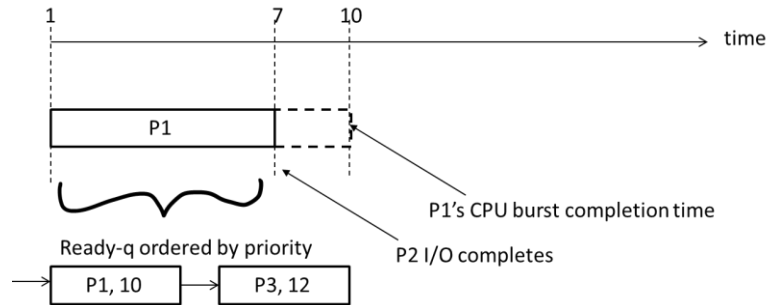 1 7 10
time
P1
P1's CPU burst completion time
P2 I/O completes
Ready-q ordered by priority
P1, 10 P3, 12